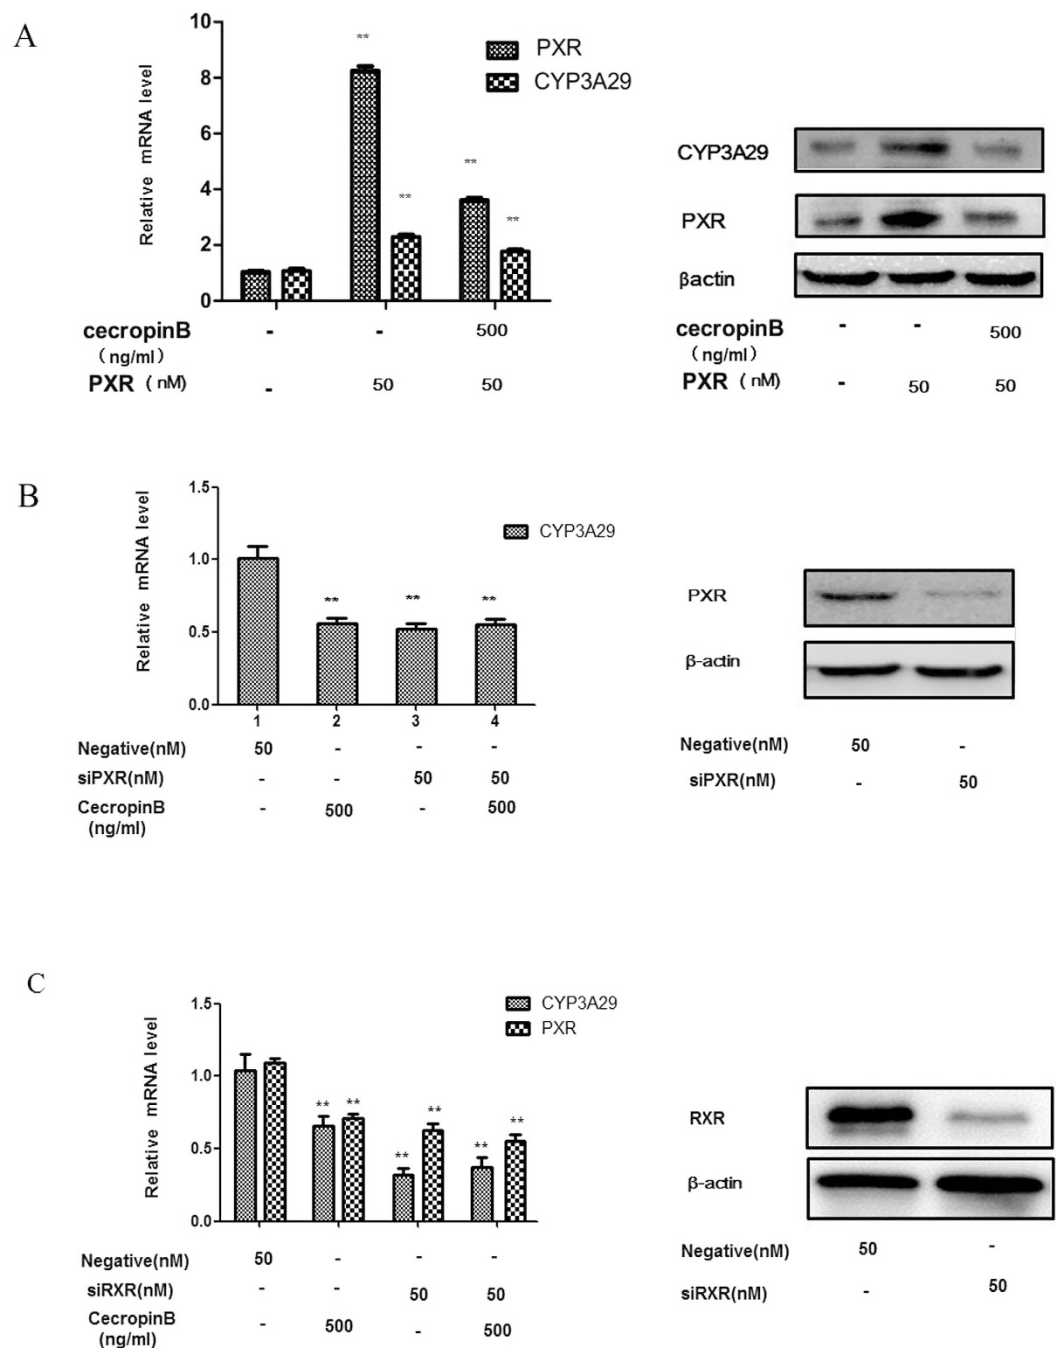 A
Relative mRNA level
10
8
6
4
2
0
PXR
CYP3A29
**
**
**
**
cecropinB - - 500
( ng/ml )
PXR ( nM) - 50 50
CYP3A29
PXR
βactin
cecropinB - - 500
( ng/ml )
PXR ( nM) - 50 50
B
Relative mRNA level
1.5
1.0
0.5
0.0
CYP3A29
** ** **
1 2 3 4
Negative(nM) 50 - - -
siPXR(nM) - - 50 50
CecropinB - 500 - 500
(ng/ml)
PXR
β-actin
Negative(nM) 50 -
siPXR(nM) - 50
C
Relative mRNA level
1.5
1.0
0.5
0.0
CYP3A29
PXR
** ** ** ** ** **
Negative(nM) 50 - - -
siRXR(nM) - - 50 50
CecropinB - 500 - 500
(ng/ml)
RXR
β-actin
Negative(nM) 50 -
siRXR(nM) - 50